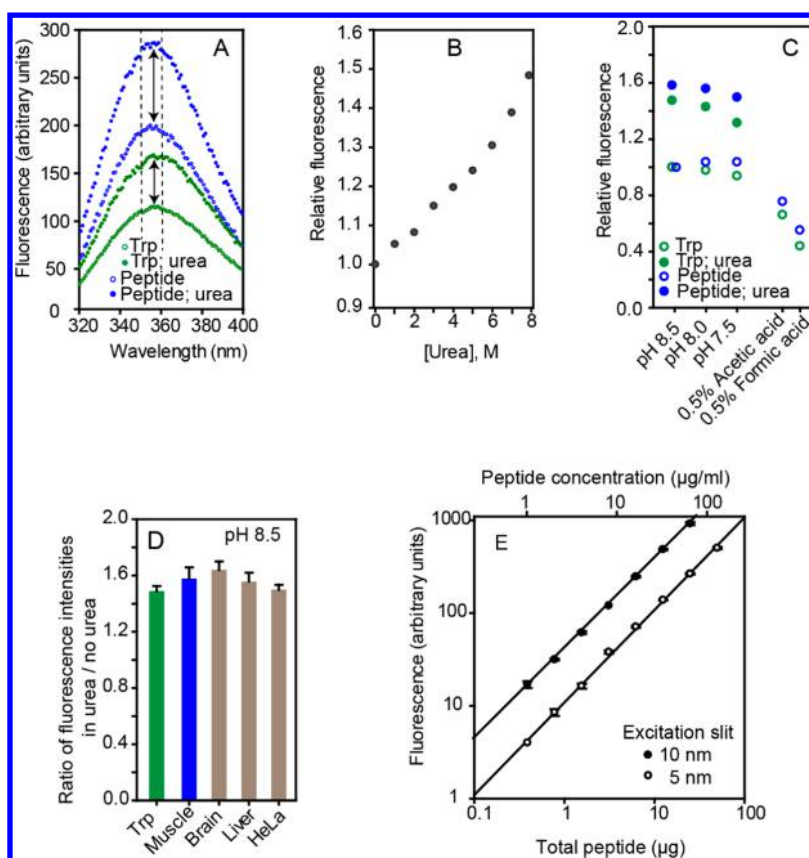 A
Fluorescence (arbitrary units)
300
250
200
150
100
50
0
Trp
Trp; urea
Peptide
Peptide; urea
320 340 360 380 400
Wavelength (nm)
B
Relative fluorescence
1.6
1.5
1.4
1.3
1.2
1.1
1.0
0.9
0 2 4 6 8
[Urea], M
C
Relative fluorescence
2.0
1.6
1.2
0.8
0.4
0.0
Trp
Trp; urea
Peptide
Peptide; urea
pH 8.5
pH 8.0
pH 7.5
0.5% Acetic acid
0.5% Formic acid
D
pH 8.5
Ratio of fluorescence intensities
in urea / no urea
2.0
1.6
1.2
0.8
0.4
0.0
Trp
Muscle
Brain
Liver
HeLa
Peptide concentration (µg/ml)
1 10 100
E
Fluorescence (arbitrary units)
1000
100
10
1
Excitation slit
10 nm
5 nm
0.1 1 10 100
Total peptide (µg)